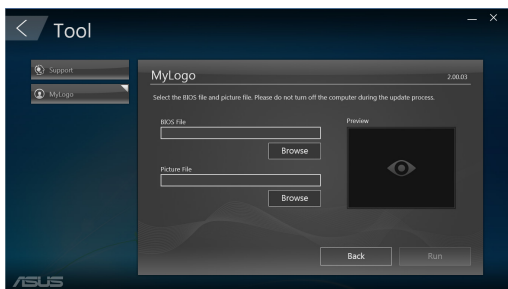 Tool
Support
MyLogo
MyLogo 2.00.03
Select the BIOS file and picture file. Please do not turn off the computer during the update process.
BIOS File
Preview
Browse
Picture File
Browse
Back Run
ASUS